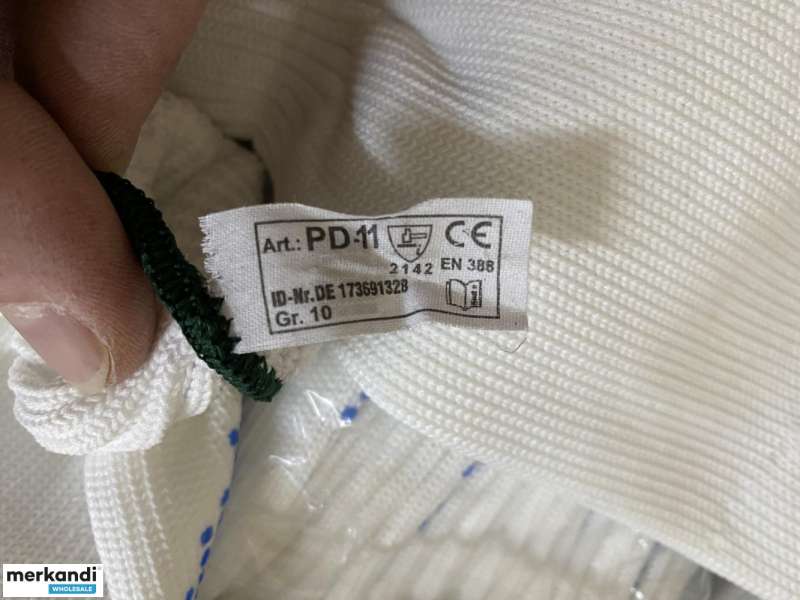 Art.: PD-11 CE
2142 EN 388
ID-Nr.DE 173691328
Gr. 10
merkandi
WHOLESALE